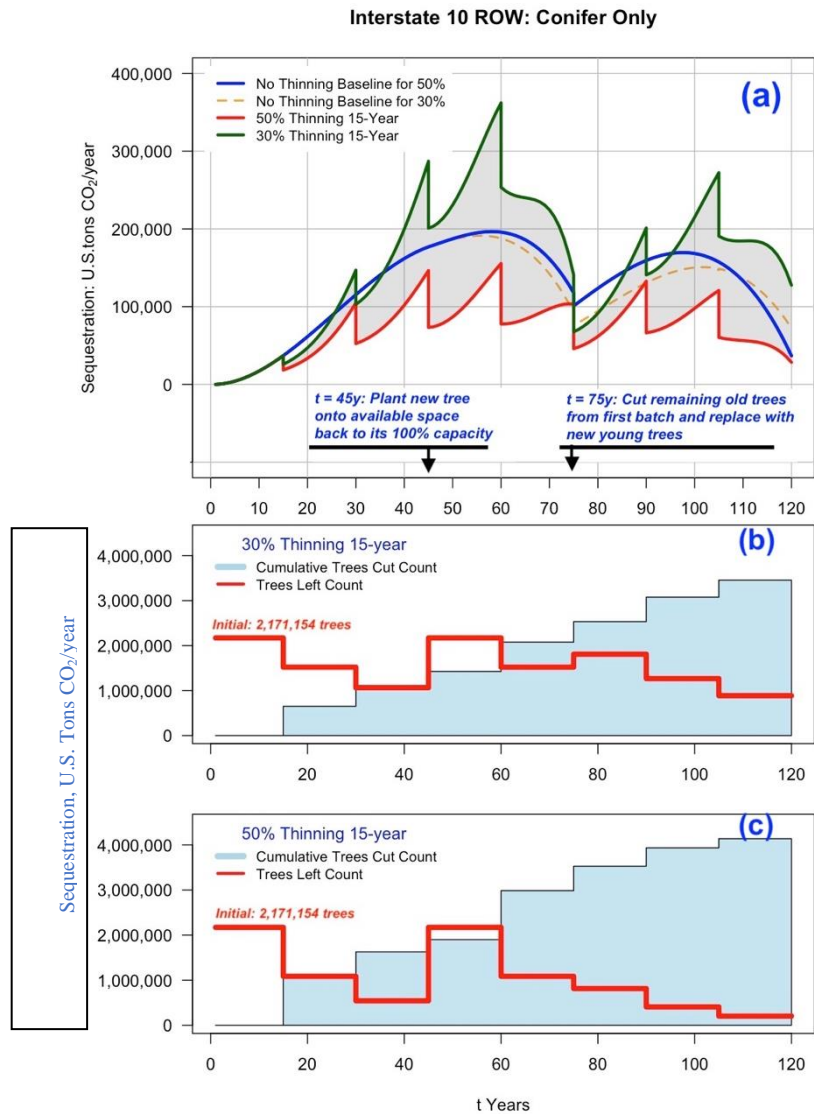 Interstate 10 ROW: Conifer Only
(a)
No Thinning Baseline for 50%
No Thinning Baseline for 30%
50% Thinning 15-Year
30% Thinning 15-Year
Sequestration: U.S.tons CO₂/year
400,000
300,000
200,000
100,000
0
t = 45y: Plant new tree
onto available space
back to its 100% capacity
t = 75y: Cut remaining old trees
from first batch and replace with
new young trees
0 10 20 30 40 50 60 70 80 90 100 110 120
Sequestration, U.S. Tons CO₂/year
(b)
30% Thinning 15-year
Cumulative Trees Cut Count
Trees Left Count
Initial: 2,171,154 trees
4,000,000
3,000,000
2,000,000
1,000,000
0
0 20 40 60 80 100 120
(c)
50% Thinning 15-year
Cumulative Trees Cut Count
Trees Left Count
Initial: 2,171,154 trees
4,000,000
3,000,000
2,000,000
1,000,000
0
0 20 40 60 80 100 120
t Years